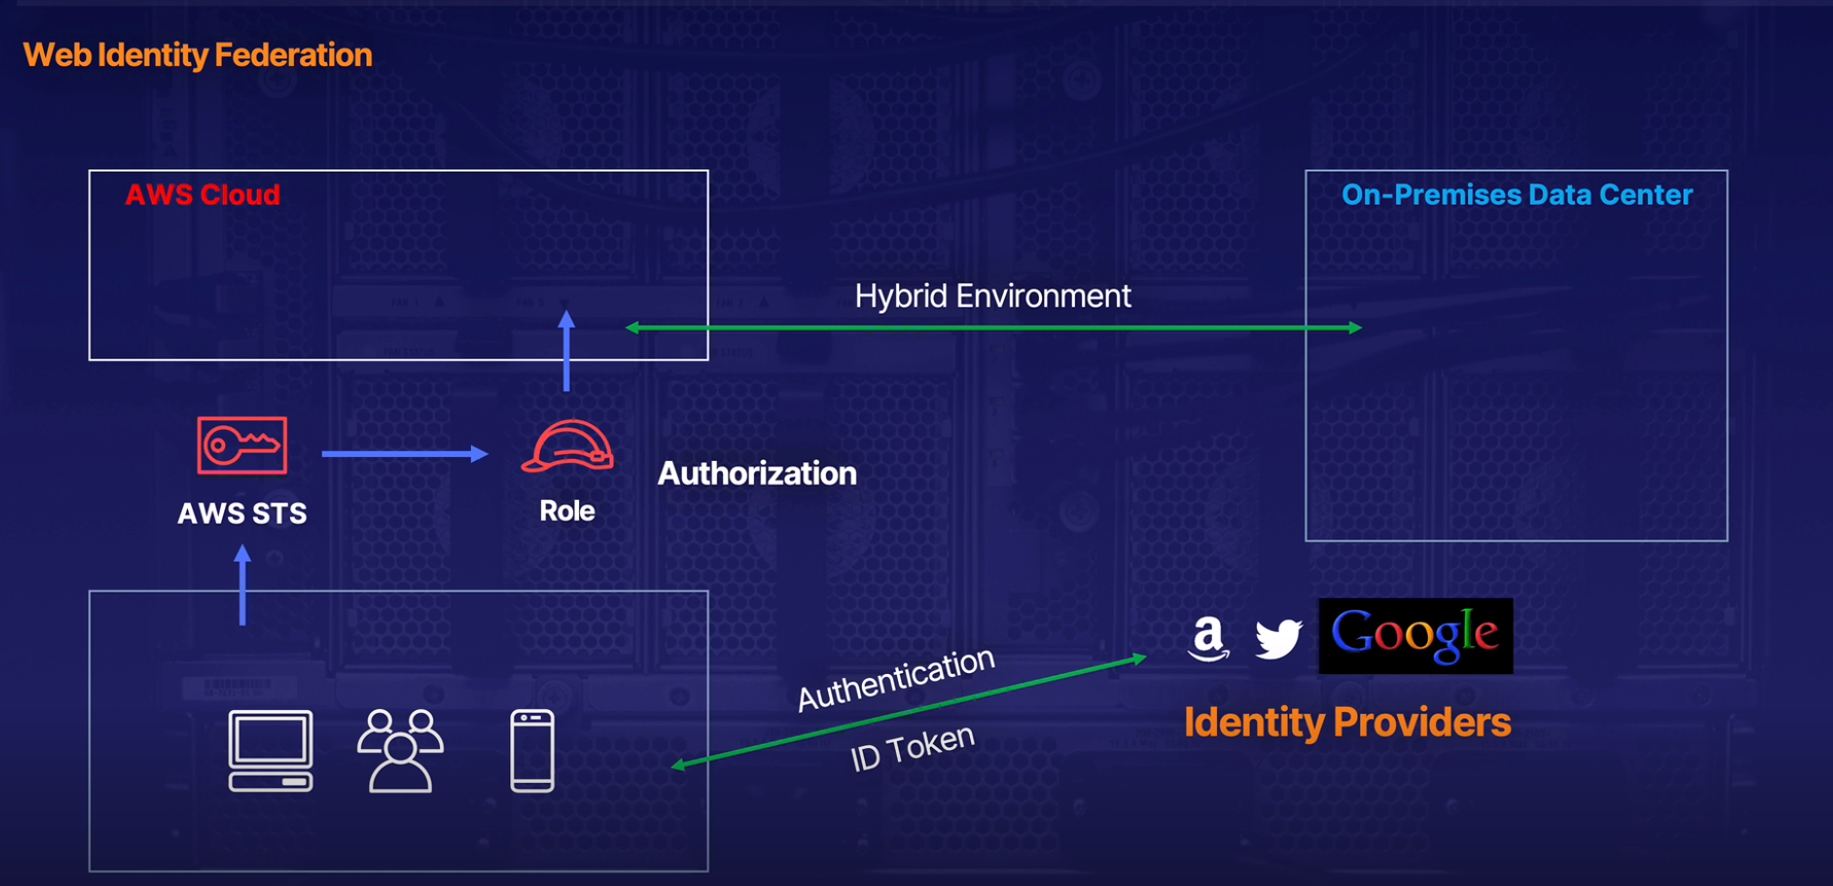 Web Identity Federation
AWS Cloud
On-Premises Data Center
Hybrid Environment
AWS STS
Role
Authorization
Authentication
ID Token
a
Google
Identity Providers